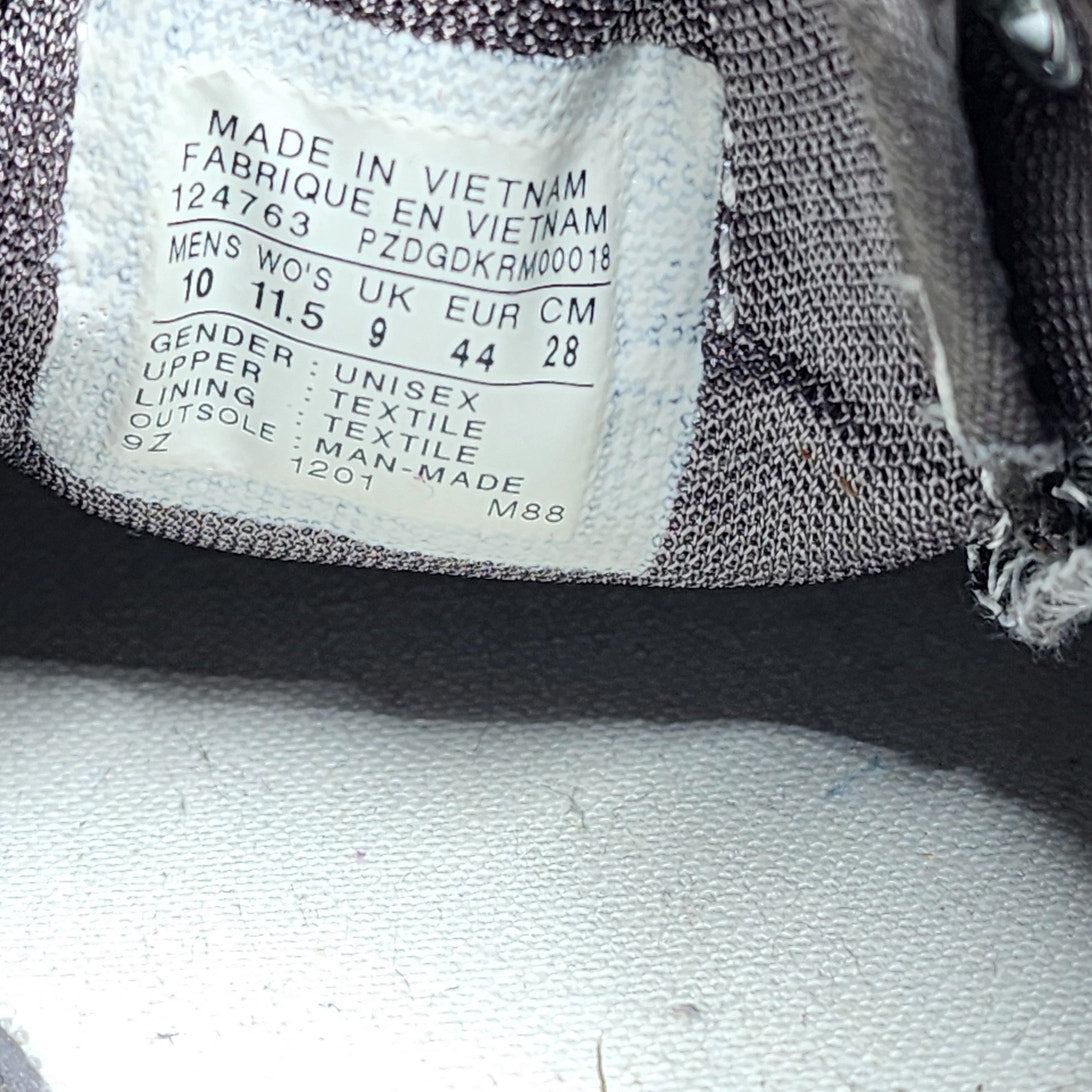 MADE IN VIETNAM
FABRIQUE EN VIETNAM
124763 PZDGDKRM00018
MENS WO'S UK EUR CM
10 11.5 9 44 28
GENDER : UNISEX
UPPER : TEXTILE
LINING : TEXTILE
OUTSOLE : MAN-MADE
9Z 1201 M88